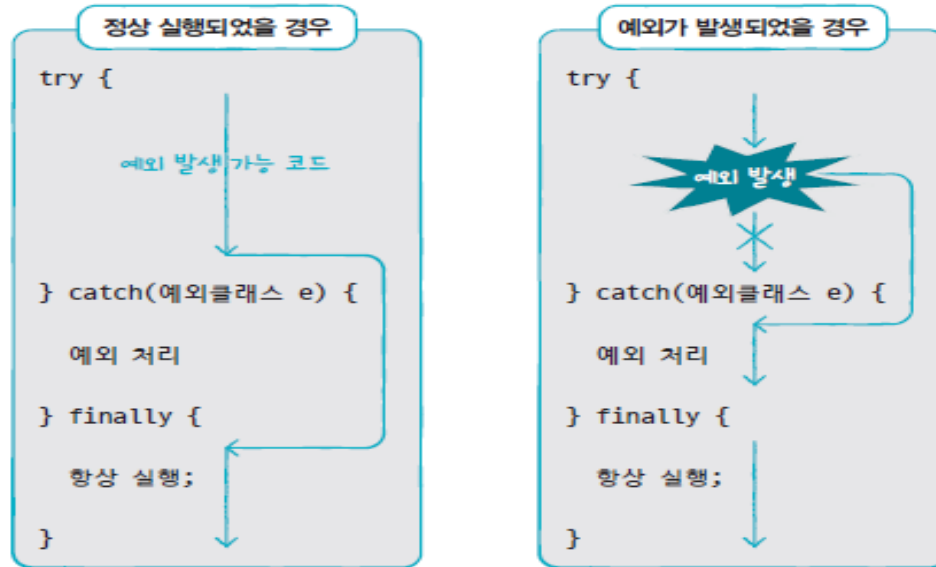 정상 실행되었을 경우
try {
예외 발생 가능 코드
} catch(예외클래스 e) {
예외 처리
} finally {
항상 실행;
}
예외가 발생되었을 경우
try {
예외 발생
} catch(예외클래스 e) {
예외 처리
} finally {
항상 실행;
}